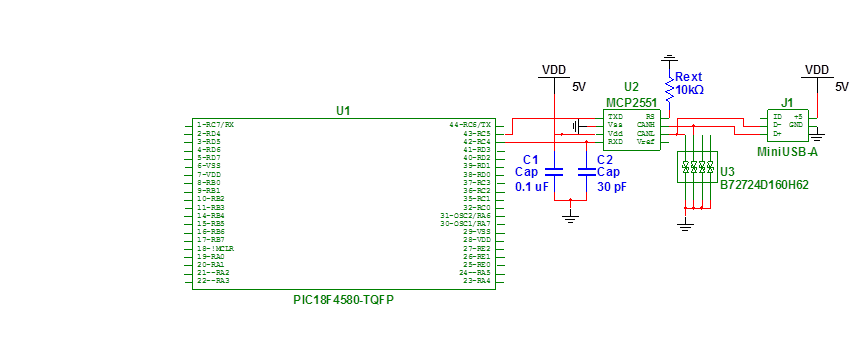 VDD
5V
U2
MCP2551
Rext
10kΩ
VDD
5V
J1
U1
TXD
RS
Vss
CANH
Vdd
CANL
RXD
Vref
ID
+5
D-
GND
D+
MiniUSB-A
1-RC7/RX
44-RC6/TX
2-RD4
43-RC5
3-RD5
42-RC4
4-RD6
41-RD3
5-RD7
40-RD2
6-VSS
39-RD1
7-VDD
38-RD0
8-RB0
37-RC3
9-RB1
36-RC2
10-RB2
35-RC1
11-RB3
32-RC0
14-RB4
31-OSC2/RA6
15-RB5
30-OSC1/RA7
16-RB6
29-VSS
17-RB7
28-VDD
18-!MCLR
27-RE2
19-RA0
26-RE1
20-RA1
25-RE0
21--RA2
24--RA5
22--RA3
23-RA4
C1
Cap
0.1 uF
C2
Cap
30 pF
U3
B72724D160H62
PIC18F4580-TQFP